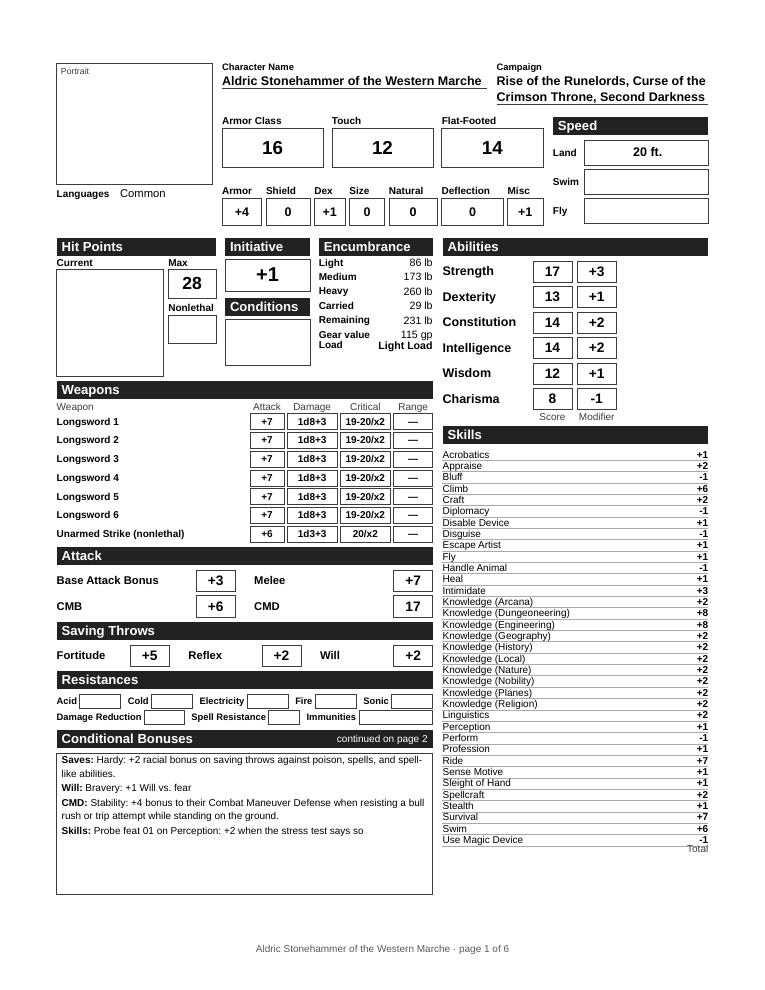 Portrait
Character Name
Aldric Stonehammer of the Western Marche
Campaign
Rise of the Runelords, Curse of the
Crimson Throne, Second Darkness
Armor Class Touch Flat-Footed
16 12 14
Speed
Land 20 ft.
Swim
Fly
Languages Common
Armor Shield Dex Size Natural Deflection Misc
+4 0 +1 0 0 0 +1
Hit Points
Current Max
28
Nonlethal
Initiative
+1
Conditions
Encumbrance
Light 86 lb
Medium 173 lb
Heavy 260 lb
Carried 29 lb
Remaining 231 lb
Gear value 115 gp
Load Light Load
Abilities
Strength 17 +3
Dexterity 13 +1
Constitution 14 +2
Intelligence 14 +2
Wisdom 12 +1
Charisma 8 -1
Score Modifier
Weapons
Weapon Attack Damage Critical Range
Longsword 1 +7 1d8+3 19-20/x2 —
Longsword 2 +7 1d8+3 19-20/x2 —
Longsword 3 +7 1d8+3 19-20/x2 —
Longsword 4 +7 1d8+3 19-20/x2 —
Longsword 5 +7 1d8+3 19-20/x2 —
Longsword 6 +7 1d8+3 19-20/x2 —
Unarmed Strike (nonlethal) +6 1d3+3 20/x2 —
Attack
Base Attack Bonus +3 Melee +7
CMB +6 CMD 17
Saving Throws
Fortitude +5 Reflex +2 Will +2
Resistances
Acid Cold Electricity Fire Sonic
Damage Reduction Spell Resistance Immunities
Conditional Bonuses continued on page 2
Saves: Hardy: +2 racial bonus on saving throws against poison, spells, and spell-
like abilities.
Will: Bravery: +1 Will vs. fear
CMD: Stability: +4 bonus to their Combat Maneuver Defense when resisting a bull
rush or trip attempt while standing on the ground.
Skills: Probe feat 01 on Perception: +2 when the stress test says so
Skills
Acrobatics +1
Appraise +2
Bluff -1
Climb +6
Craft +2
Diplomacy -1
Disable Device +1
Disguise -1
Escape Artist +1
Fly +1
Handle Animal -1
Heal +1
Intimidate +3
Knowledge (Arcana) +2
Knowledge (Dungeoneering) +8
Knowledge (Engineering) +8
Knowledge (Geography) +2
Knowledge (History) +2
Knowledge (Local) +2
Knowledge (Nature) +2
Knowledge (Nobility) +2
Knowledge (Planes) +2
Knowledge (Religion) +2
Linguistics +2
Perception +1
Perform -1
Profession +1
Ride +7
Sense Motive +1
Sleight of Hand +1
Spellcraft +2
Stealth +1
Survival +7
Swim +6
Use Magic Device -1
Total
Aldric Stonehammer of the Western Marche · page 1 of 6